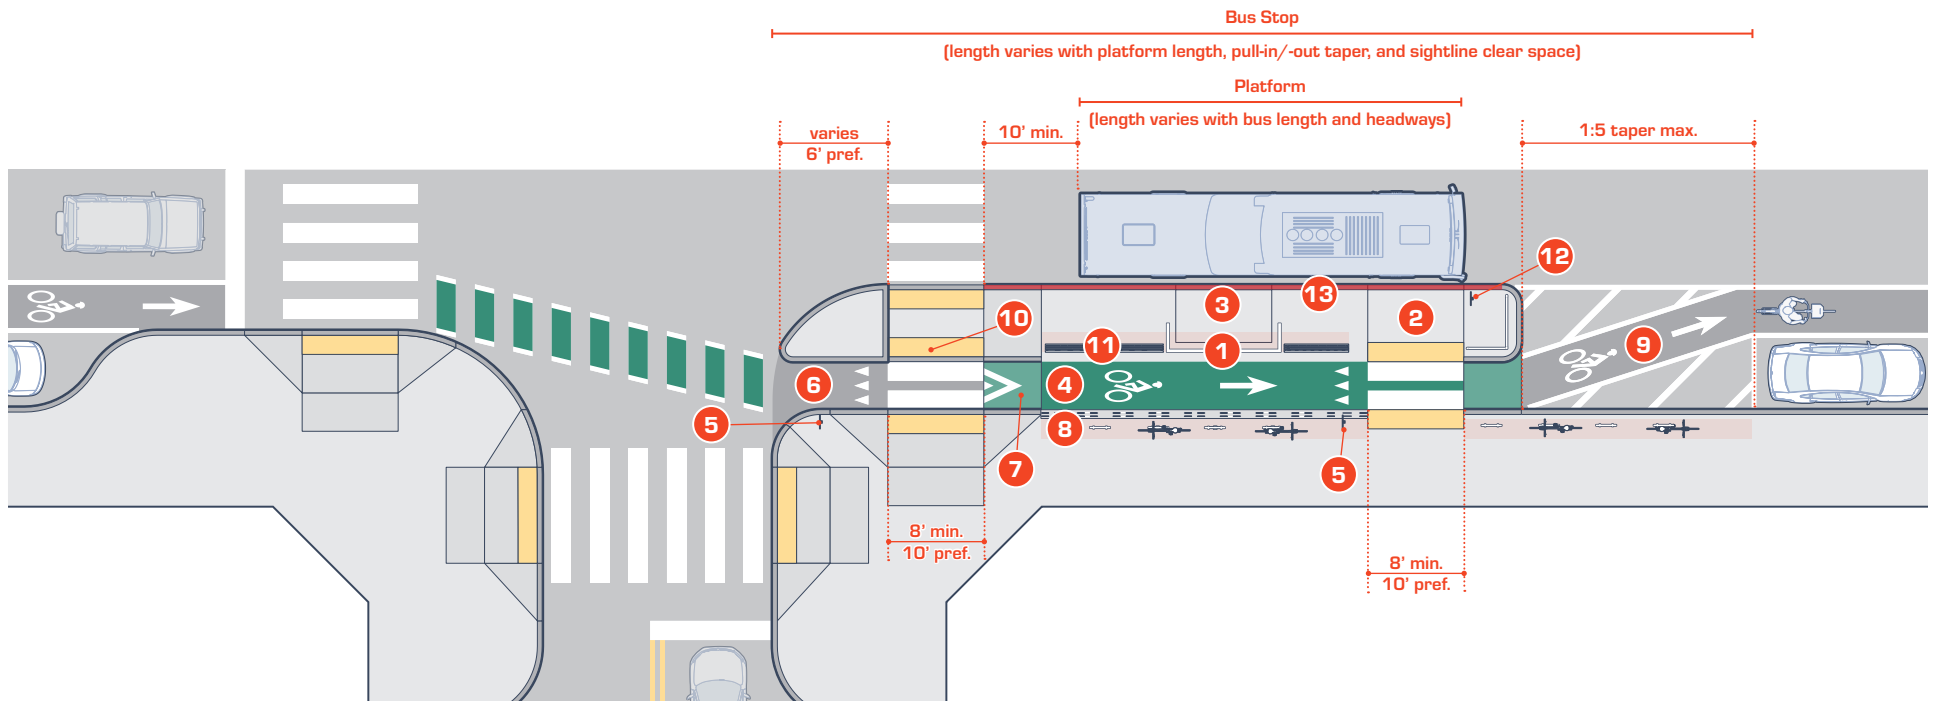 Bus Stop
(length varies with platform length, pull-in/-out taper, and sightline clear space)
Platform
(length varies with bus length and headways)
varies
6’ pref.
10’ min.
1:5 taper max.
12
13
3
2
10
11
1
9
6
4
5
8
7
5
8’ min.
10’ pref.
8’ min.
10’ pref.